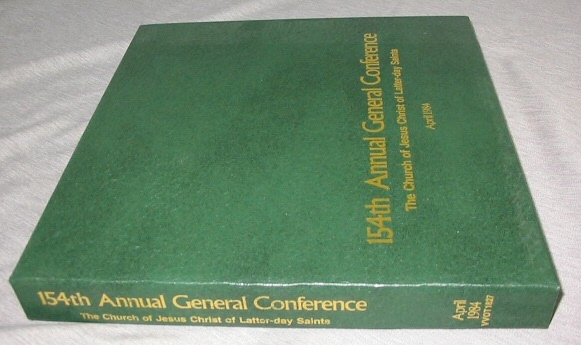 154th Annual General Conference
The Church of Jesus Christ of Latter-day Saints
April 1984
154th Annual General Conference
The Church of Jesus Christ of Latter-day Saints
April
1984
VVOT1827